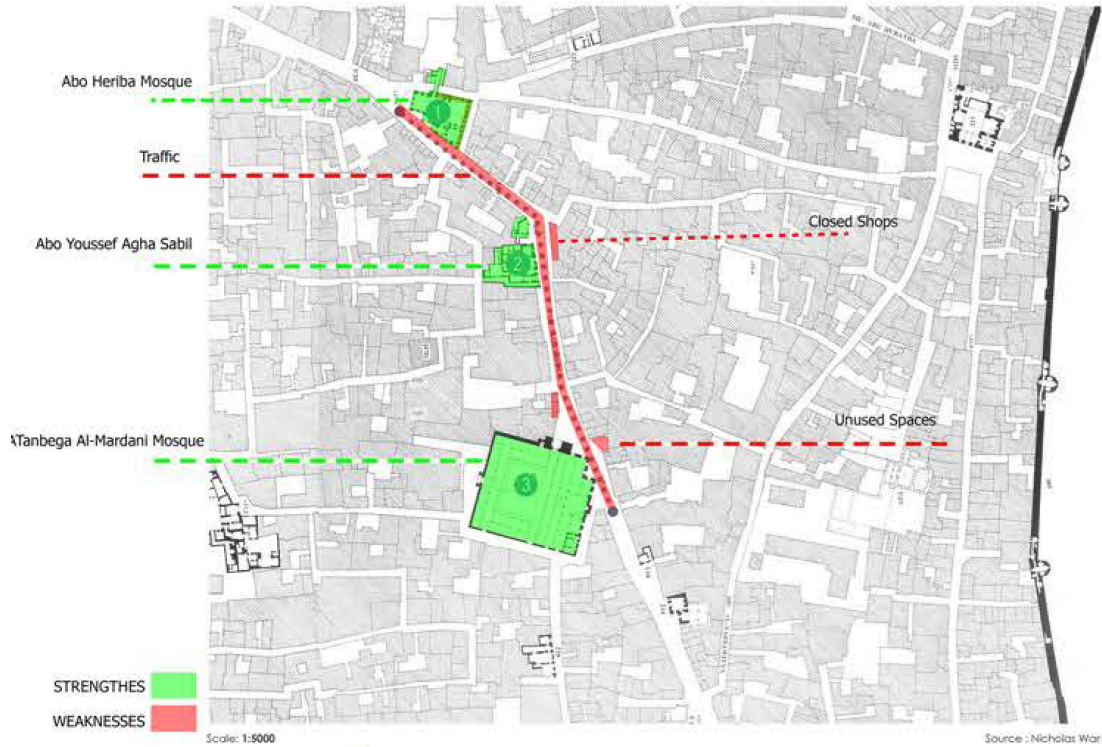 Abo Heriba Mosque
1
Traffic
Closed Shops
Abo Youssef Agha Sabil
2
Unused Spaces
ATanbega Al-Mardani Mosque
3
STRENGTHES
WEAKNESSES
Scale: 1:5000
Source : Nicholas War